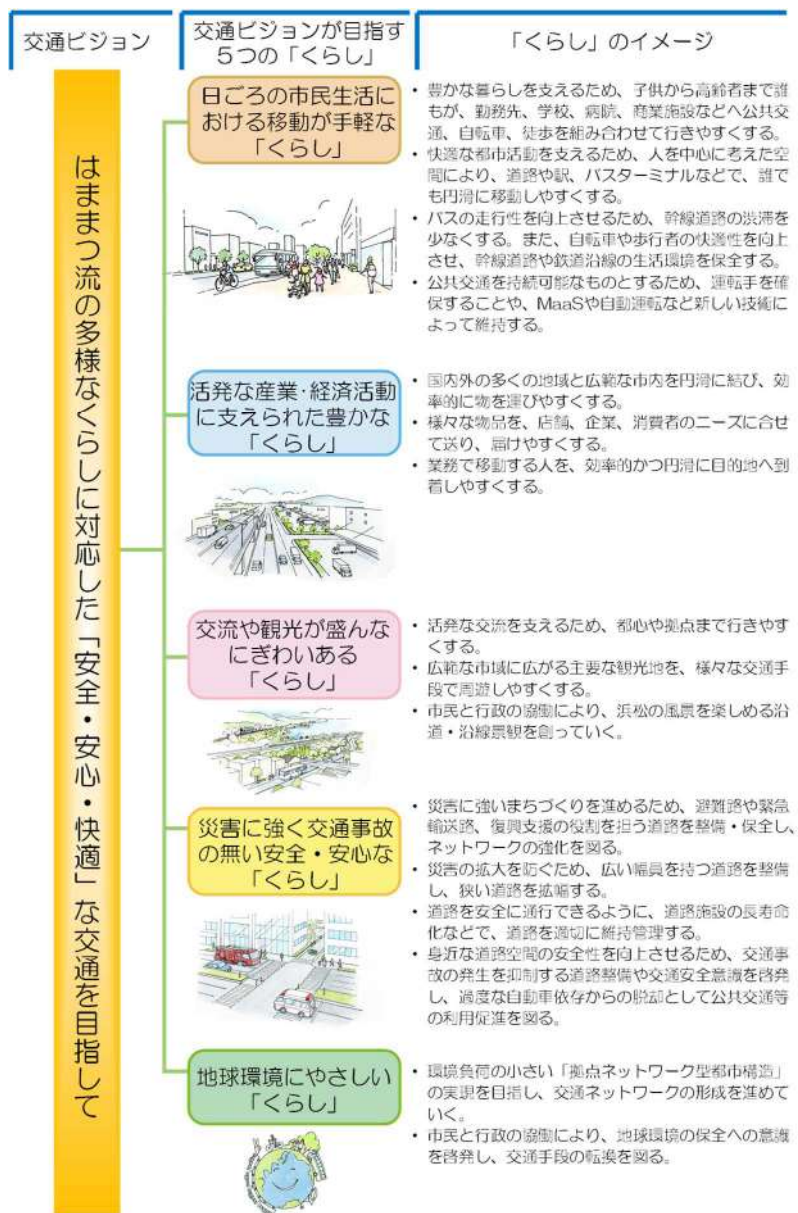 交通ビジョン
交通ビジョンが目指す
5つの「くらし」
「くらし」のイメージ
はままつ流の多様なくらしに対応した「安全・安心・快適」な交通を目指して
日ごろの市民生活に
おける移動が手軽な
「くらし」
・豊かな暮らしを支えるため、子供から高齢者まで誰
もが、勤務先、学校、病院、商業施設などへ公共交
通、自転車、徒歩を組み合わせて行きやすくする。
・快適な都市活動を支えるため、人を中心に考えた空
間により、道路や駅、バスターミナルなどで、誰で
も円滑に移動しやすくする。
・バスの走行性を向上させるため、幹線道路の渋滞を
少なくする。また、自転車や歩行者の快適性を向上
させ、幹線道路や鉄道沿線の生活環境を保全する。
・公共交通を持続可能なものとするため、運転手を確
保することや、MaaSや自動運転など新しい技術に
よって維持する。
活発な産業・経済活動
に支えられた豊かな
「くらし」
・国内外の多くの地域と広範な市内を円滑に結び、効
率的に物を運びやすくする。
・様々な物品を、店舗、企業、消費者のニーズに合せ
て送り、届けやすくする。
・業務で移動する人を、効率的かつ円滑に目的地へ到
着しやすくする。
交流や観光が盛んな
にぎわいある
「くらし」
・活発な交流を支えるため、都心や拠点まで行きやす
くする。
・広範な市域に広がる主要な観光地を、様々な交通手
段で周遊しやすくする。
・市民と行政の協働により、浜松の風景を楽しめる沿
道・沿線景観を創っていく。
災害に強く交通事故
の無い安全・安心な
「くらし」
・災害に強いまちづくりを進めるため、避難路や緊急
輸送路、復興支援の役割を担う道路を整備・保全し、
ネットワークの強化を図る。
・災害の拡大を防ぐため、広い幅員を持つ道路を整備
し、狭い道路を拡幅する。
・道路を安全に通行できるように、道路施設の長寿命
化などで、道路を適切に維持管理する。
・身近な道路空間の安全性を向上させるため、交通事
故の発生を抑制する道路整備や交通安全意識を啓発
し、過度な自動車依存からの脱却として公共交通等
の利用促進を図る。
地球環境にやさしい
「くらし」
・環境負荷の小さい「拠点ネットワーク型都市構造」
の実現を目指し、交通ネットワークの形成を進めて
いく。
・市民と行政の協働により、地球環境の保全への意識
を啓発し、交通手段の転換を図る。